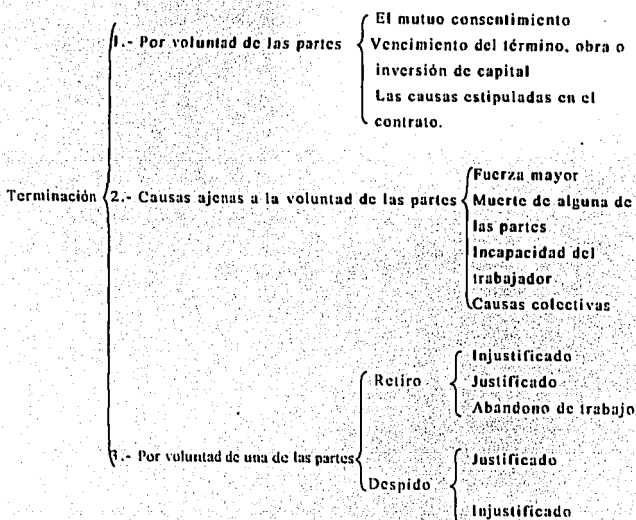 1.- Por voluntad de las partes
El mutuo consentimiento
Vencimiento del término, obra o
inversión de capital
Las causas estipuladas en el
contrato.
Terminación
2.- Causas ajenas a la voluntad de las partes
Fuerza mayor
Muerte de alguna de
las partes
Incapacidad del
trabajador
Causas colectivas
3.- Por voluntad de una de las partes
Retiro
Injustificado
Justificado
Abandono de trabajo
Despido
Justificado
Injustificado